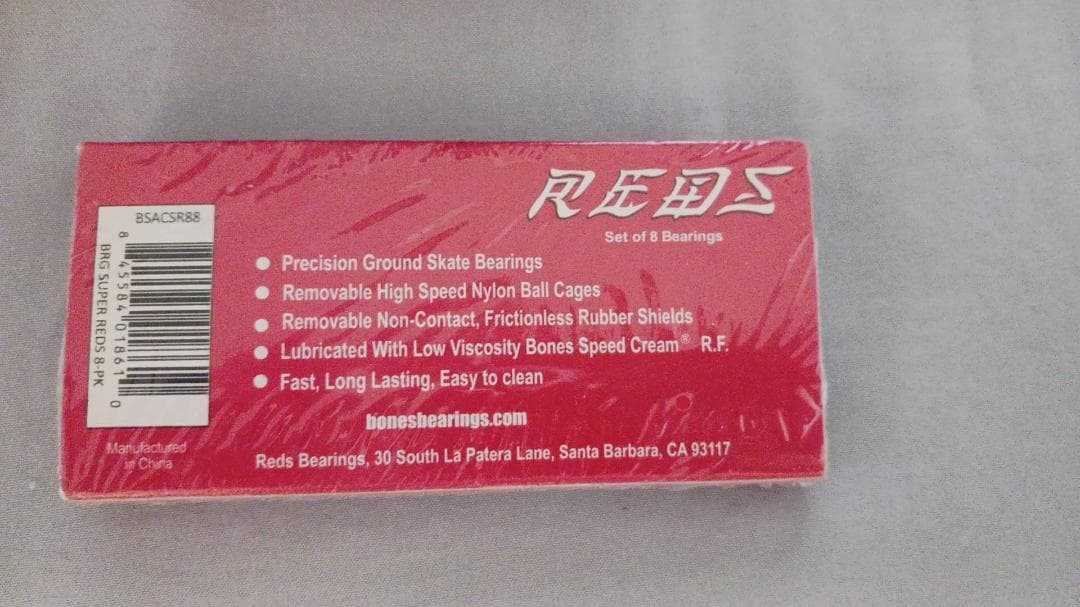 REDS
Set of 8 Bearings
BSACSR88
8 45584 01861 0
BRG SUPER REDS 8-PK
Precision Ground Skate Bearings
Removable High Speed Nylon Ball Cages
Removable Non-Contact, Frictionless Rubber Shields
Lubricated With Low Viscosity Bones Speed Cream® R.F.
Fast, Long Lasting, Easy to clean
bonesbearings.com
Manufactured
in China
Reds Bearings, 30 South La Patera Lane, Santa Barbara, CA 93117